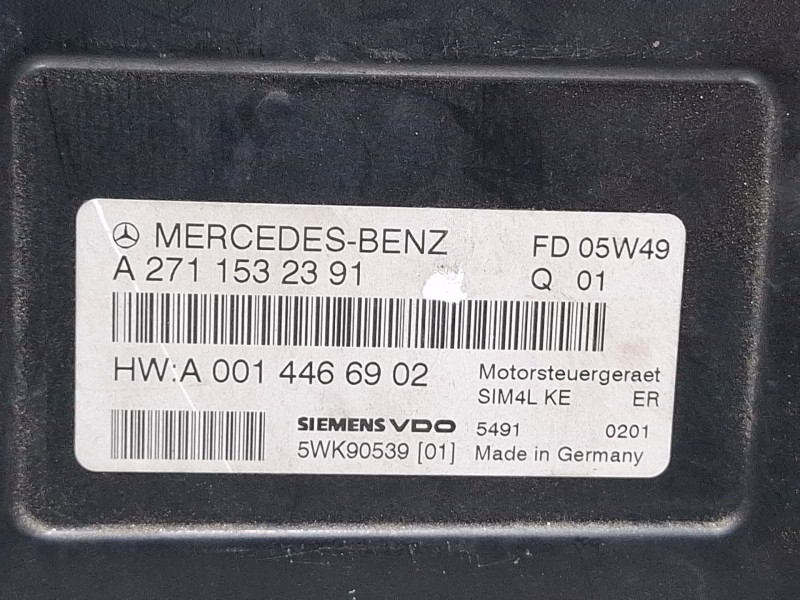 MERCEDES-BENZ FD 05W49
A 271 153 23 91 Q 01
HW:A 001 446 69 02 Motorsteuergeraet
SIM4L KE ER
SIEMENS VDO 5491 0201
5WK90539 [01] Made in Germany